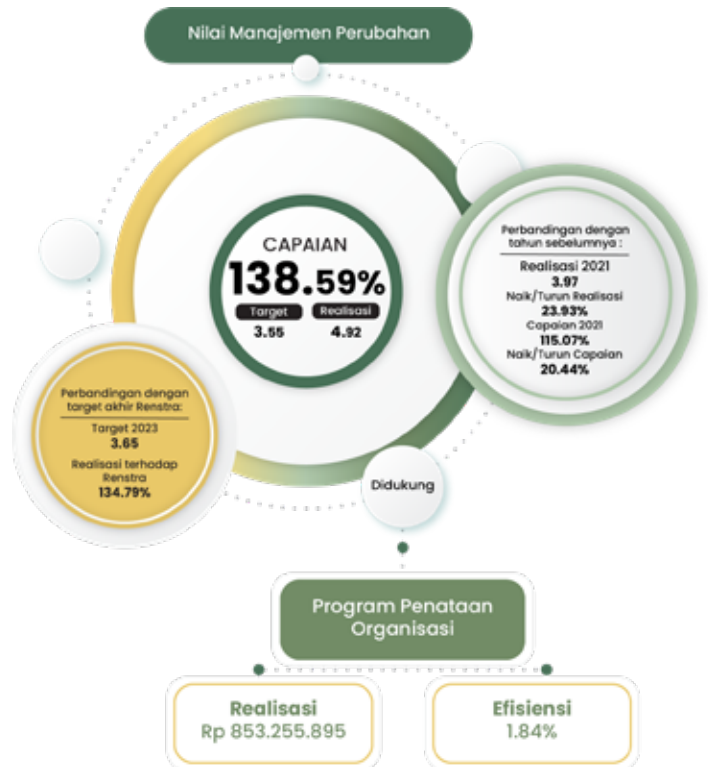 Nilai Manajemen Perubahan
CAPAIAN
138.59%
Target Realisasi
3.55 4.92
Perbandingan dengan
tahun sebelumnya :
Realisasi 2021
3.97
Naik/Turun Realisasi
23.93%
Capaian 2021
115.07%
Naik/Turun Capaian
20.44%
Perbandingan dengan
target akhir Renstra:
Target 2023
3.65
Realisasi terhadap
Renstra
134.79%
Didukung
Program Penataan
Organisasi
Realisasi
Rp 853.255.895
Efisiensi
1.84%